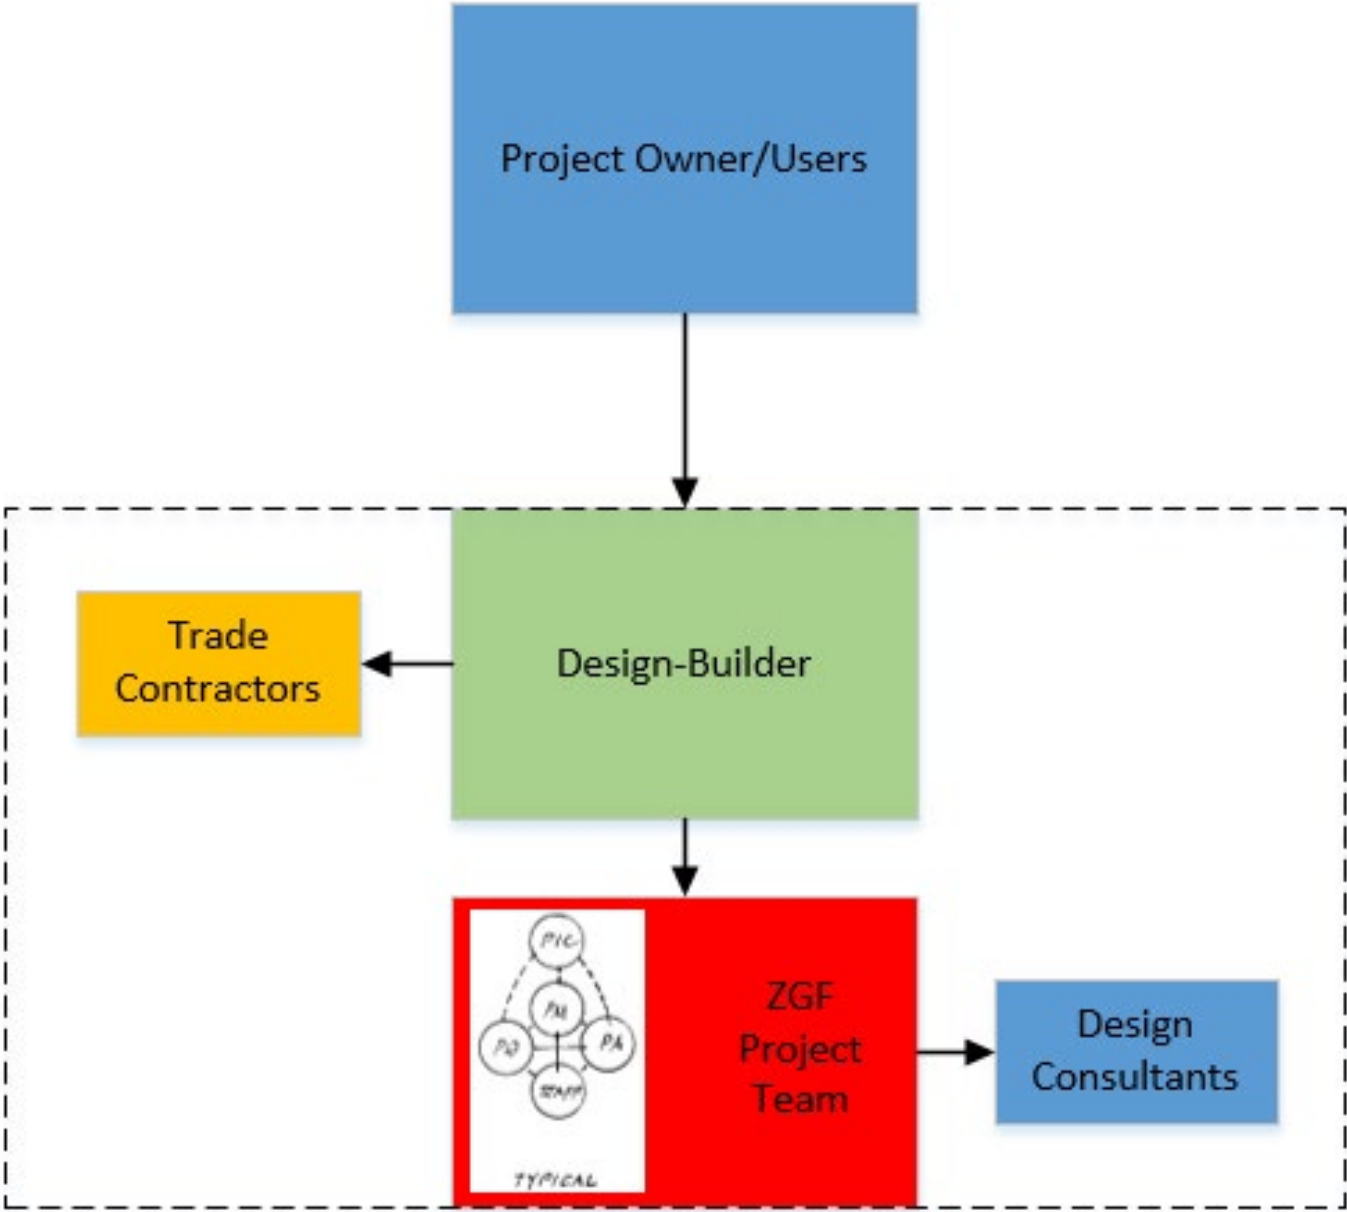 Project Owner/Users
Trade
Contractors
Design-Builder
PIC
PM
PD
PA
STAFF
TYPICAL
ZGF
Project
Team
Design
Consultants